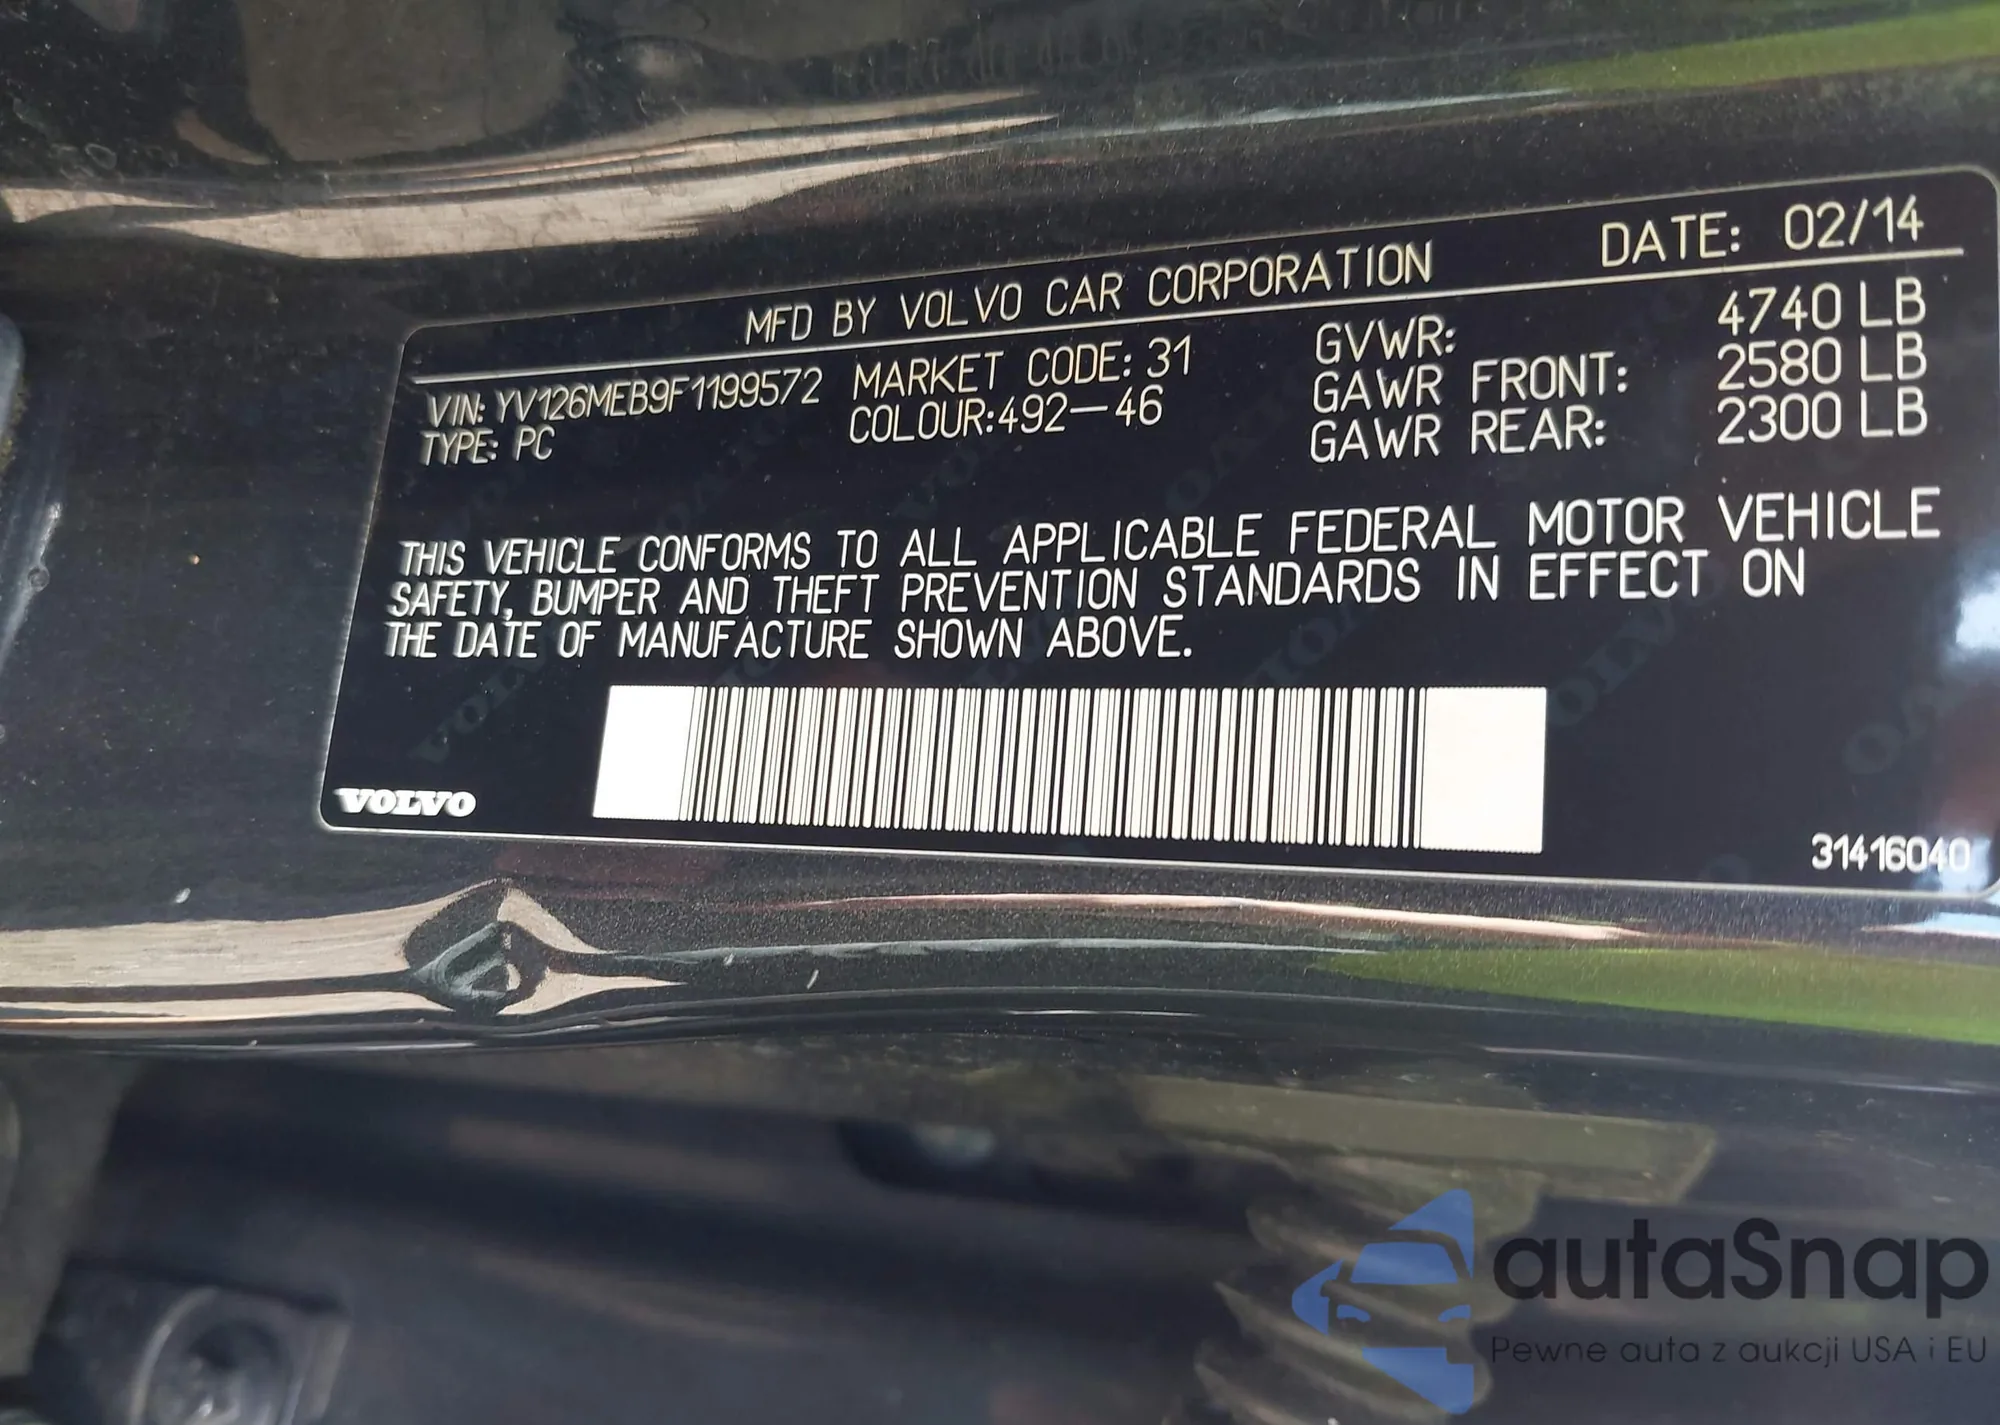 MFD BY VOLVO CAR CORPORATION DATE: 02/14
VIN: YV126MEB9F1199572 MARKET CODE: 31 GVWR: 4740 LB
TYPE: PC COLOUR:492-46 GAWR FRONT: 2580 LB
GAWR REAR: 2300 LB
THIS VEHICLE CONFORMS TO ALL APPLICABLE FEDERAL MOTOR VEHICLE
SAFETY, BUMPER AND THEFT PREVENTION STANDARDS IN EFFECT ON
THE DATE OF MANUFACTURE SHOWN ABOVE.
VOLVO
31416040
autaSnap
Pewne auta z aukcji USA i EU